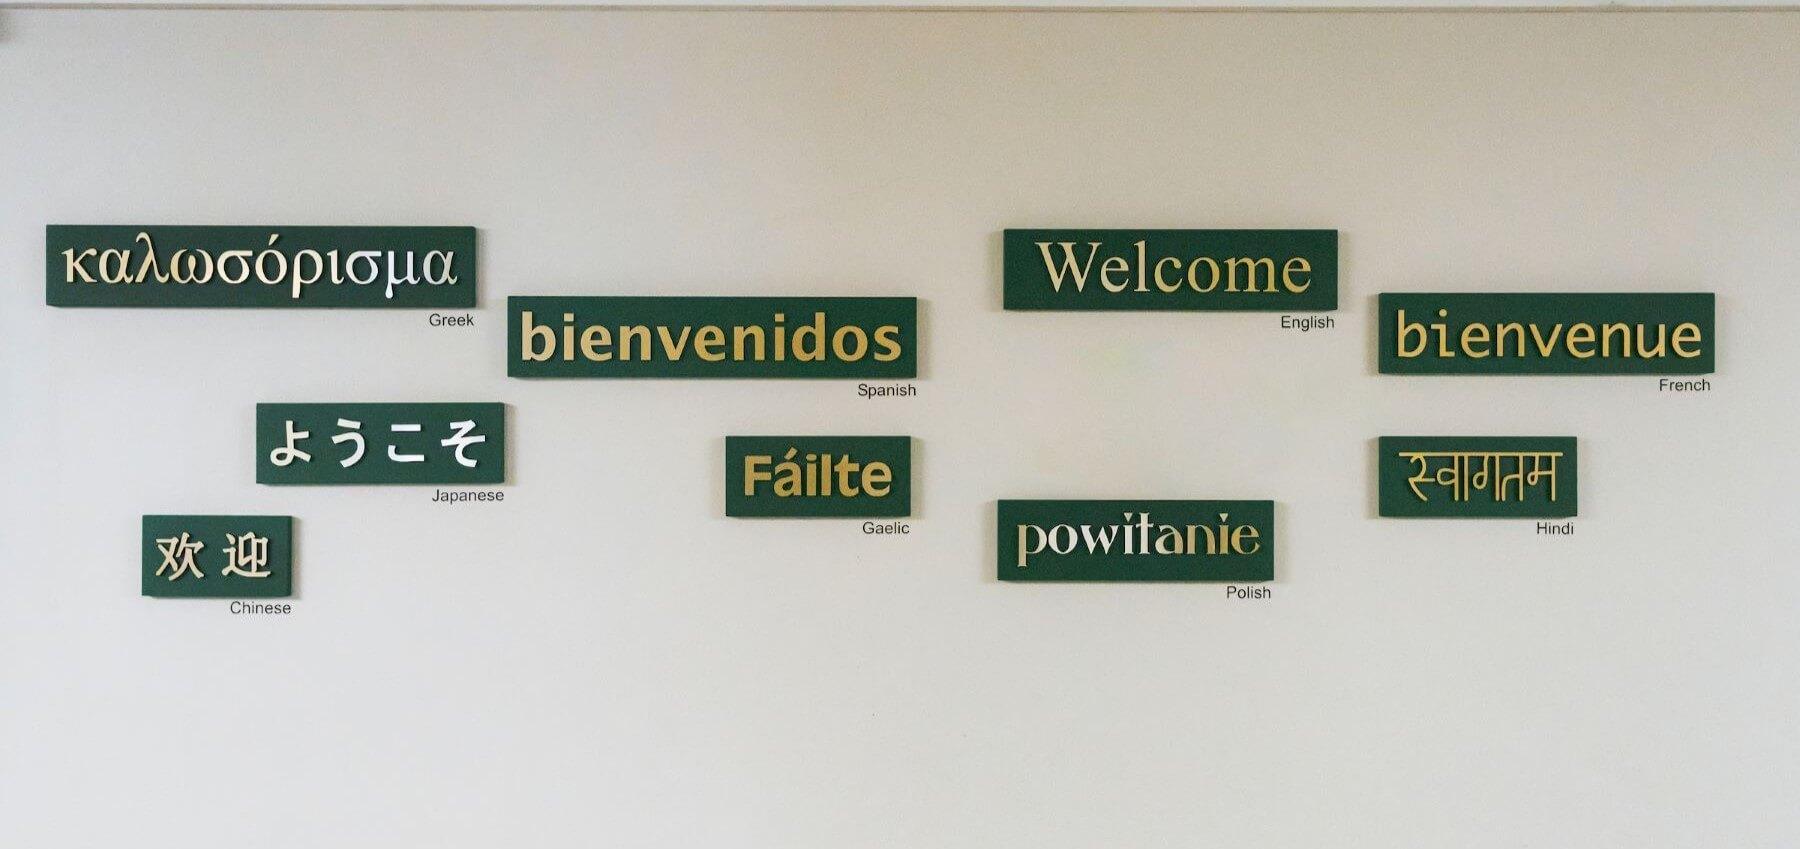 καλωσόρισμα
Greek
bienvenidos
Spanish
Welcome
English
bienvenue
French
ようこそ
Japanese
Fáilte
Gaelic
स्वागतम
Hindi
欢迎
Chinese
powitanie
Polish